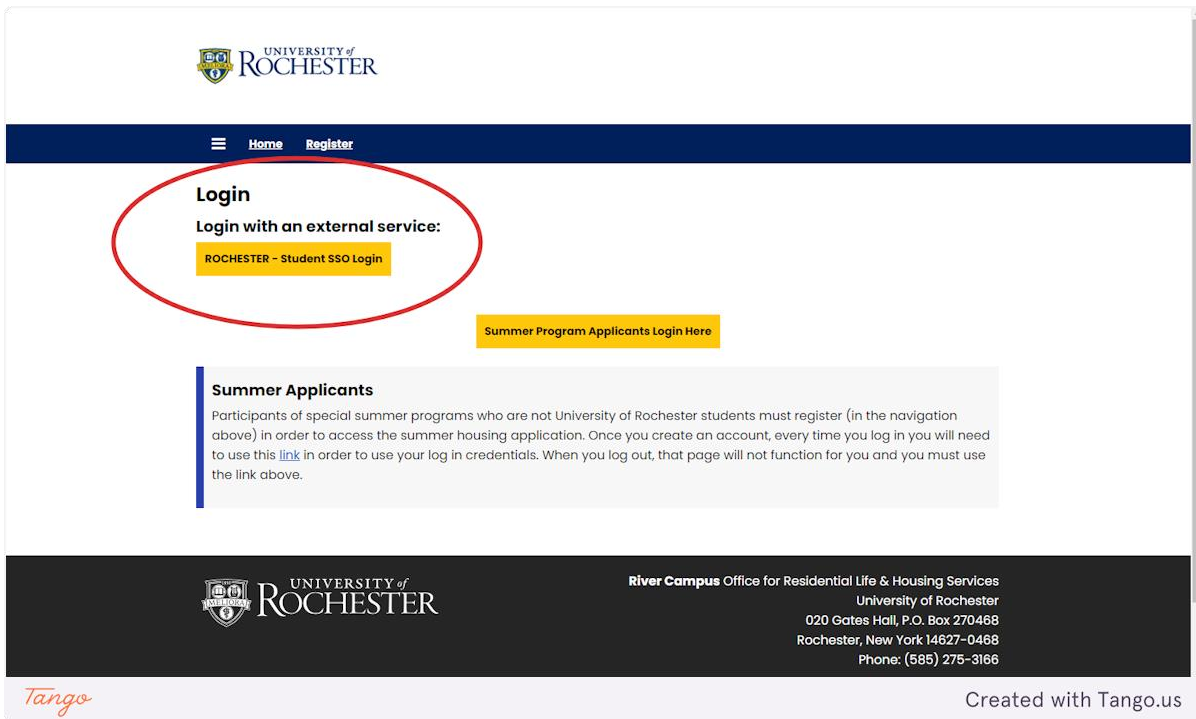 UNIVERSITY of
ROCHESTER
MELIORA
Home Register
Login
Login with an external service:
ROCHESTER - Student SSO Login
Summer Program Applicants Login Here
Summer Applicants
Participants of special summer programs who are not University of Rochester students must register (in the navigation
above) in order to access the summer housing application. Once you create an account, every time you log in you will need
to use this link in order to use your log in credentials. When you log out, that page will not function for you and you must use
the link above.
UNIVERSITY of
ROCHESTER
MELIORA
River Campus Office for Residential Life & Housing Services
University of Rochester
020 Gates Hall, P.O. Box 270468
Rochester, New York 14627-0468
Phone: (585) 275-3166
Tango
Created with Tango.us